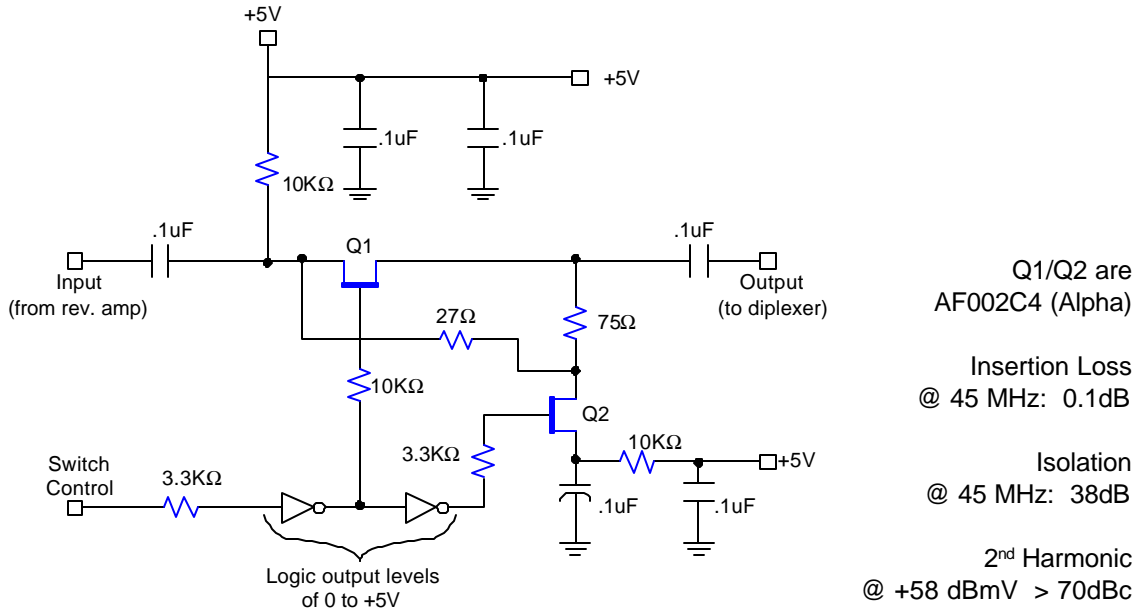 +5V
+5V
.1uF
.1uF
10KΩ
.1uF
Q1
.1uF
Input
(from rev. amp)
Output
(to diplexer)
27Ω
75Ω
10KΩ
Q2
3.3KΩ
10KΩ
+5V
Switch
Control
3.3KΩ
.1uF
.1uF
Logic output levels
of 0 to +5V
Q1/Q2 are
AF002C4 (Alpha)
Insertion Loss
@ 45 MHz: 0.1dB
Isolation
@ 45 MHz: 38dB
2nd Harmonic
@ +58 dBmV > 70dBc